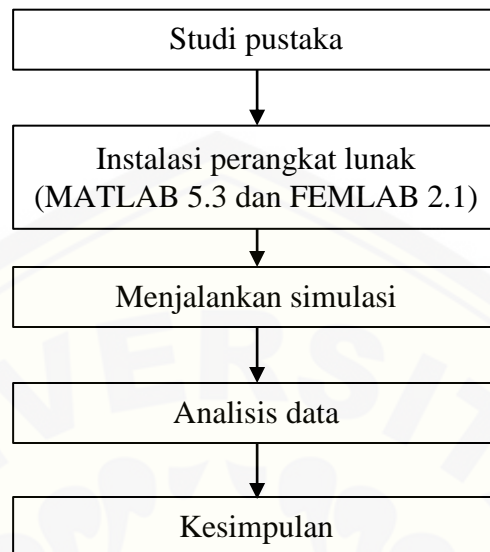 Studi pustaka
Instalasi perangkat lunak
(MATLAB 5.3 dan FEMLAB 2.1)
Menjalankan simulasi
Analisis data
Kesimpulan